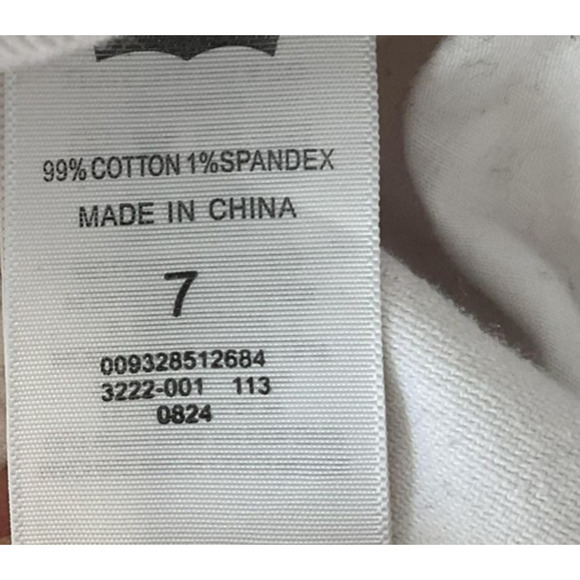 99% COTTON 1%SPANDEX
MADE IN CHINA
7
009328512684
3222-001 113
0824